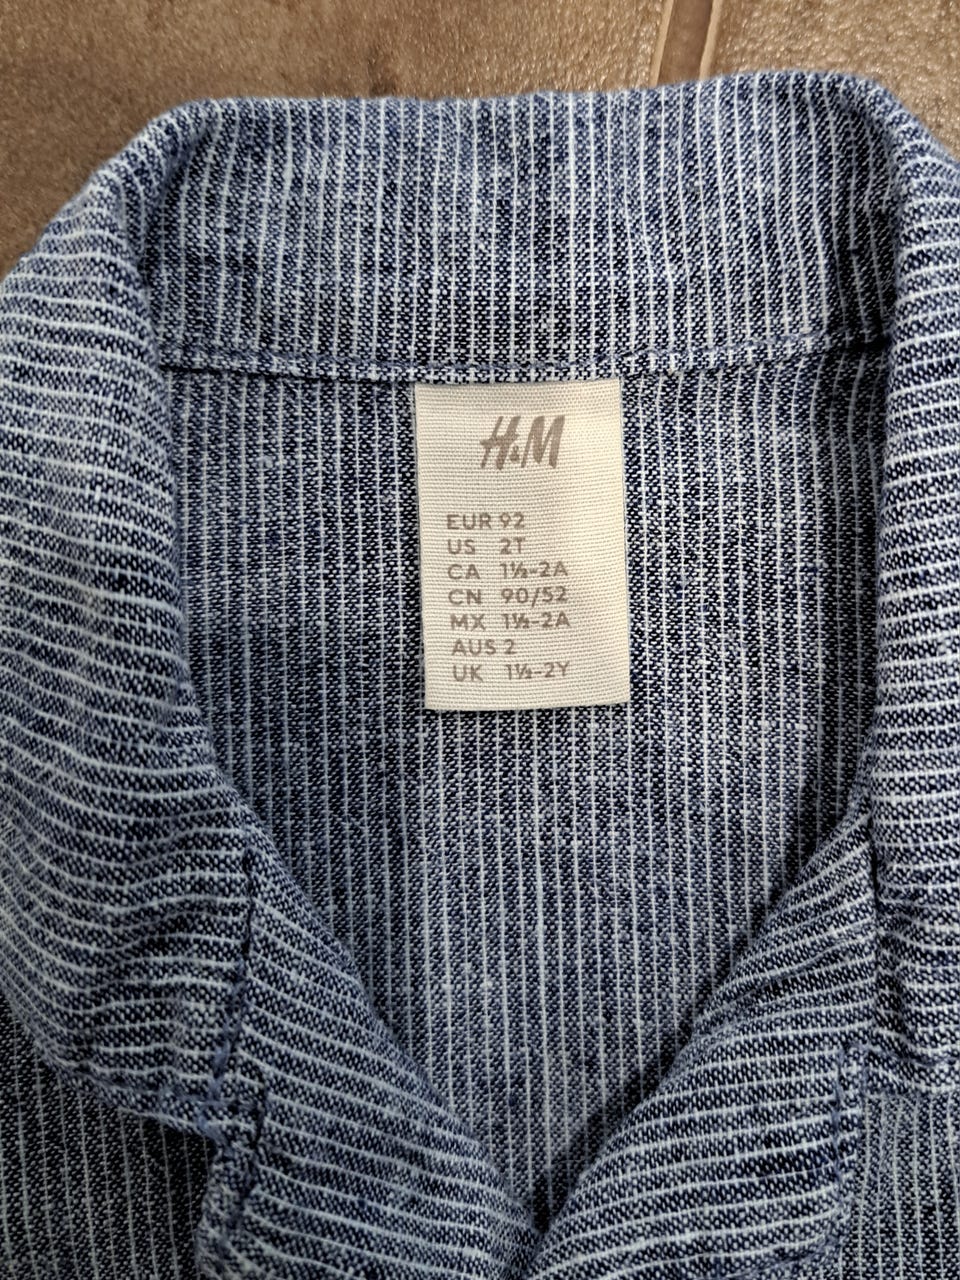 H&M
EUR 92
US 2T
CA 1½-2A
CN 90/52
MX 1½-2A
AUS 2
UK 1½-2Y